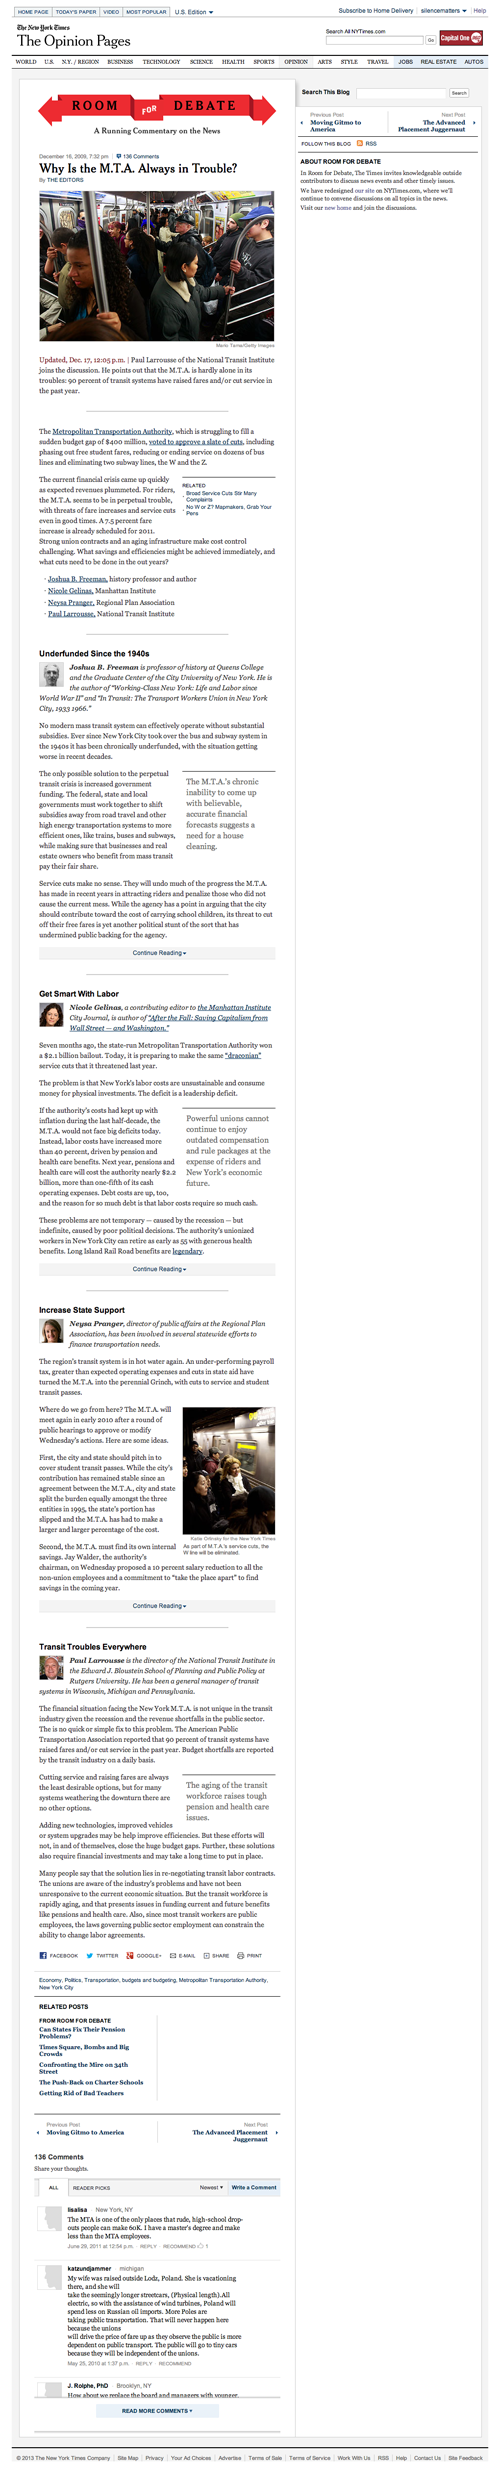 HOME PAGE
TODAY'S PAPER
VIDEO
MOST POPULAR
U.S. Edition
Subscribe to Home Delivery
silencematters
Help
The New York Times
The Opinion Pages
Search All NYTimes.com
Go
Capital One
WORLD
U.S.
N.Y. / REGION
BUSINESS
TECHNOLOGY
SCIENCE
HEALTH
SPORTS
OPINION
ARTS
STYLE
TRAVEL
JOBS
REAL ESTATE
AUTOS
ROOM FOR DEBATE
A Running Commentary on the News
December 16, 2009, 7:32 pm
136 Comments
Why Is the M.T.A. Always in Trouble?
By THE EDITORS
Mario Tama/Getty Images
Updated, Dec. 17, 12:05 p.m. | Paul Larrousse of the National Transit Institute
joins the discussion. He points out that the M.T.A. is hardly alone in its
troubles: 90 percent of transit systems have raised fares and/or cut service in
the past year.
The Metropolitan Transportation Authority, which is struggling to fill a
sudden budget gap of $400 million, voted to approve a slate of cuts, including
phasing out free student fares, reducing or ending service on dozens of bus
lines and eliminating two subway lines, the W and the Z.
RELATED
Broad Service Cuts Stir Many
Complaints
No W or Z? Mapmakers, Grab Your
Pens
The current financial crisis came up quickly
as expected revenues plummeted. For riders,
the M.T.A. seems to be in perpetual trouble,
with threats of fare increases and service cuts
even in good times. A 7.5 percent fare
increase is already scheduled for 2011.
Strong union contracts and an aging infrastructure make cost control
challenging. What savings and efficiencies might be achieved immediately, and
what cuts need to be done in the out years?
Joshua B. Freeman, history professor and author
Nicole Gelinas, Manhattan Institute
Neysa Pranger, Regional Plan Association
Paul Larrousse, National Transit Institute
Underfunded Since the 1940s
Joshua B. Freeman is professor of history at Queens College
and the Graduate Center of the City University of New York. He is
the author of "Working-Class New York: Life and Labor since
World War II" and "In Transit: The Transport Workers Union in New York
City, 1933 1966."
No modern mass transit system can effectively operate without substantial
subsidies. Ever since New York City took over the bus and subway system in
the 1940s it has been chronically underfunded, with the situation getting
worse in recent decades.
The M.T.A.'s chronic
inability to come up
with believable,
accurate financial
forecasts suggests a
need for a house
cleaning.
The only possible solution to the perpetual
transit crisis is increased government
funding. The federal, state and local
governments must work together to shift
subsidies away from road travel and other
high energy transportation systems to more
efficient ones, like trains, buses and subways,
while making sure that businesses and real
estate owners who benefit from mass transit
pay their fair share.
Service cuts make no sense. They will undo much of the progress the M.T.A.
has made in recent years in attracting riders and penalize those who did not
cause the current mess. While the agency has a point in arguing that the city
should contribute toward the cost of carrying school children, its threat to cut
off their free fares is yet another political stunt of the sort that has
undermined public backing for the agency.
Continue Reading
Get Smart With Labor
Nicole Gelinas, a contributing editor to the Manhattan Institute
City Journal, is author of "After the Fall: Saving Capitalism from
Wall Street — and Washington."
Seven months ago, the state-run Metropolitan Transportation Authority won
a $2.1 billion bailout. Today, it is preparing to make the same "draconian"
service cuts that it threatened last year.
The problem is that New York's labor costs are unsustainable and consume
money for physical investments. The deficit is a leadership deficit.
Powerful unions cannot
continue to enjoy
outdated compensation
and rule packages at the
expense of riders and
New York's economic
future.
If the authority's costs had kept up with
inflation during the last half-decade, the
M.T.A. would not face big deficits today.
Instead, labor costs have increased more
than 40 percent, driven by pension and
health care benefits. Next year, pensions and
health care will cost the authority nearly $2.2
billion, more than one-fifth of its cash
operating expenses. Debt costs are up, too,
and the reason for so much debt is that labor costs require so much cash.
These problems are not temporary — caused by the recession — but
indefinite, caused by poor political decisions. The authority's unionized
workers in New York City can retire as early as 55 with generous health
benefits. Long Island Rail Road benefits are legendary.
Continue Reading
Increase State Support
Neysa Pranger, director of public affairs at the Regional Plan
Association, has been involved in several statewide efforts to
finance transportation needs.
The region's transit system is in hot water again. An under-performing payroll
tax, greater than expected operating expenses and cuts in state aid have
turned the M.T.A. into the perennial Grinch, with cuts to service and student
transit passes.
Katie Orlinsky for the New York Times
As part of M.T.A.'s service cuts, the
W line will be eliminated.
Where do we go from here? The M.T.A. will
meet again in early 2010 after a round of
public hearings to approve or modify
Wednesday's actions. Here are some ideas.
First, the city and state should pitch in to
cover student transit passes. While the city's
contribution has remained stable since an
agreement between the M.T.A., city and state
split the burden equally amongst the three
entities in 1995, the state's portion has
slipped and the M.T.A. has had to make a
larger and larger percentage of the cost.
Second, the M.T.A. must find its own internal
savings. Jay Walder, the authority's
chairman, on Wednesday proposed a 10 percent salary reduction to all the
non-union employees and a commitment to "take the place apart" to find
savings in the coming year.
Continue Reading
Transit Troubles Everywhere
Paul Larrousse is the director of the National Transit Institute in
the Edward J. Bloustein School of Planning and Public Policy at
Rutgers University. He has been a general manager of transit
systems in Wisconsin, Michigan and Pennsylvania.
The financial situation facing the New York M.T.A. is not unique in the transit
industry given the recession and the revenue shortfalls in the public sector.
The is no quick or simple fix to this problem. The American Public
Transportation Association reported that 90 percent of transit systems have
raised fares and/or cut service in the past year. Budget shortfalls are reported
by the transit industry on a daily basis.
The aging of the transit
workforce raises tough
pension and health care
issues.
Cutting service and raising fares are always
the least desirable options, but for many
systems weathering the downturn there are
no other options.
Adding new technologies, improved vehicles
or system upgrades may be help improve efficiencies. But these efforts will
not, in and of themselves, close the huge budget gaps. Further, these solutions
also require financial investments and may take a long time to put in place.
Many people say that the solution lies in re-negotiating transit labor contracts.
The unions are aware of the industry's problems and have not been
unresponsive to the current economic situation. But the transit workforce is
rapidly aging, and that presents issues in funding current and future benefits
like pensions and health care. Also, since most transit workers are public
employees, the laws governing public sector employment can constrain the
ability to change labor agreements.
FACEBOOK
TWITTER
GOOGLE+
E-MAIL
SHARE
PRINT
Economy, Politics, Transportation, budgets and budgeting, Metropolitan Transportation Authority,
New York City
RELATED POSTS
FROM ROOM FOR DEBATE
Can States Fix Their Pension
Problems?
Times Square, Bombs and Big
Crowds
Confronting the Mire on 34th
Street
The Push-Back on Charter Schools
Getting Rid of Bad Teachers
Previous Post
Moving Gitmo to America
Next Post
The Advanced Placement
Juggernaut
136 Comments
Share your thoughts.
ALL
READER PICKS
Newest
Write a Comment
lisalisa New York, NY
The MTA is one of the only places that rude, high-school drop-
outs people can make 60K. I have a master's degree and make
less than the MTA employees.
June 29, 2011 at 12:54 p.m. REPLY RECOMMEND 1
katzundjammer michigan
My wife was raised outside Lodz, Poland. She is vacationing
there, and she will
take the seemingly longer streetcars, (Physical length).All
electric, so with the assistance of wind turbines, Poland will
spend less on Russian oil imports. More Poles are
taking public transportation. That will never happen here
because the unions
will drive the price of fare up as they observe the public is more
dependent on public transport. The public will go to tiny cars
because they will be independent of the unions.
May 25, 2010 at 1:37 p.m. REPLY RECOMMEND
J. Rolphe, PhD Brooklyn, NY
How about we replace the board and managers with younger,
READ MORE COMMENTS
Search This Blog
Search
Previous Post
Moving Gitmo to
America
Next Post
The Advanced
Placement Juggernaut
FOLLOW THIS BLOG
RSS
ABOUT ROOM FOR DEBATE
In Room for Debate, The Times invites knowledgeable outside
contributors to discuss news events and other timely issues.
We have redesigned our site on NYTimes.com, where we'll
continue to convene discussions on all topics in the news.
Visit our new home and join the discussions.
© 2013 The New York Times Company
Site Map
Privacy
Your Ad Choices
Advertise
Terms of Sale
Terms of Service
Work With Us
RSS
Help
Contact Us
Site Feedback